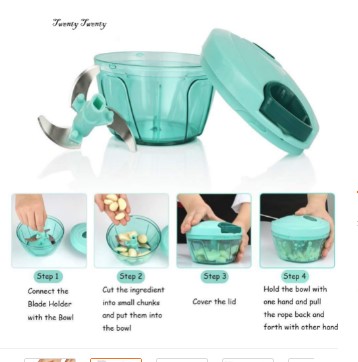 Twenty Twenty
Step 1
Connect the
Blade Holder
with the Bowl
Step 2
Cut the ingredient
into small chunks
and put them into
the bowl
Step 3
Cover the lid
Step 4
Hold the bowl with
one hand and pull
the rope back and
forth with other hand